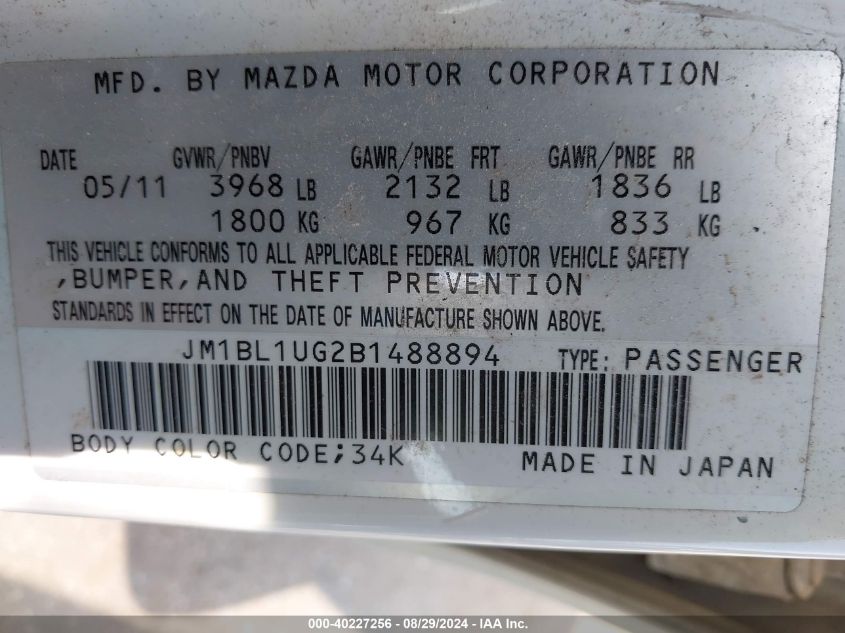 MFD. BY MAZDA MOTOR CORPORATION
DATE GVWR/PNBV GAWR/PNBE FRT GAWR/PNBE RR
05/11 3968 LB 2132 LB 1836 LB
1800 KG 967 KG 833 KG
THIS VEHICLE CONFORMS TO ALL APPLICABLE FEDERAL MOTOR VEHICLE SAFETY
,BUMPER,AND THEFT PREVENTION
STANDARDS IN EFFECT ON THE DATE OF MANUFACTURE SHOWN ABOVE.
JM1BL1UG2B1488894 TYPE: PASSENGER
BODY COLOR CODE;34K MADE IN JAPAN
000-40227256 - 08/29/2024 - IAA Inc.